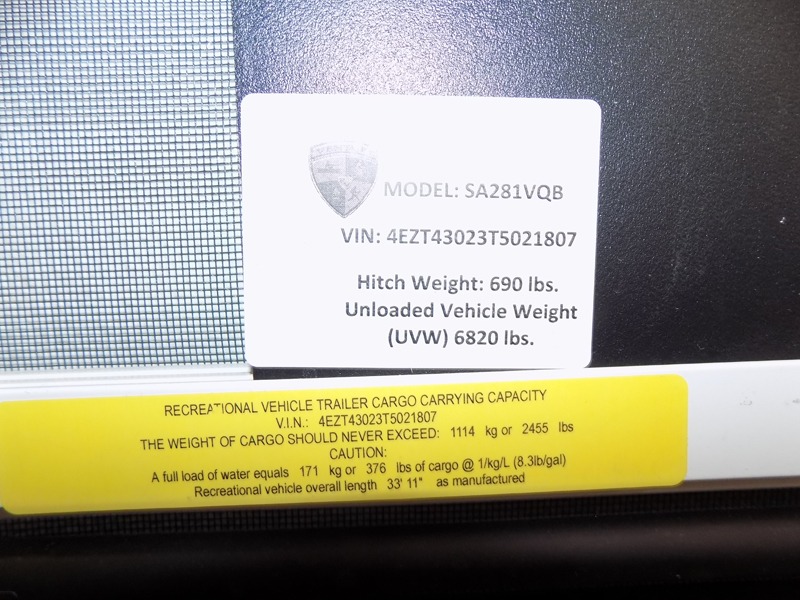 MODEL: SA281VQB
VIN: 4EZT43023T5021807
Hitch Weight: 690 lbs.
Unloaded Vehicle Weight
(UVW) 6820 lbs.
RECREATIONAL VEHICLE TRAILER CARGO CARRYING CAPACITY
V.I.N.: 4EZT43023T5021807
THE WEIGHT OF CARGO SHOULD NEVER EXCEED: 1114 kg or 2455 lbs
CAUTION:
A full load of water equals 171 kg or 376 lbs of cargo @ 1/kg/L (8.3lb/gal)
Recreational vehicle overall length 33' 11" as manufactured